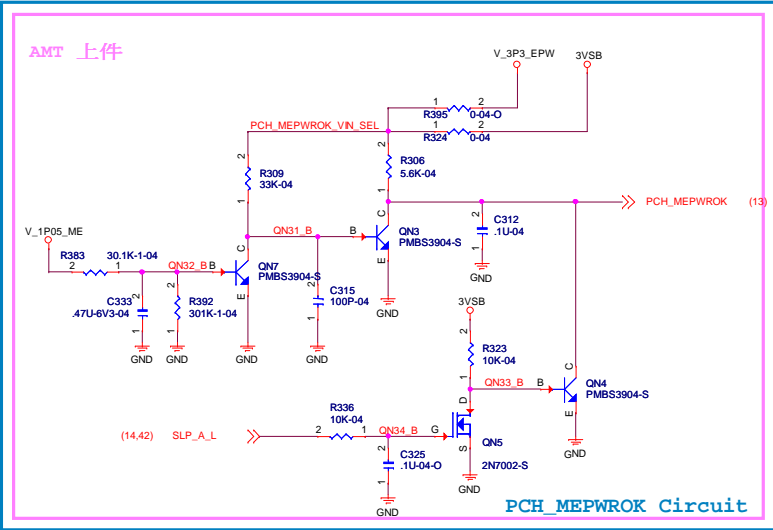 AMT 上件
V_3P3_EPW
3VSB
1 2
R395 0-04-O
PCH_MEPWROK_VIN_SEL
1 2
R324 0-04
2
R309
33K-04
1
2
R306
5.6K-04
1
PCH_MEPWROK (13)
V_1P05_ME
R383 30.1K-1-04
2 1
QN32_B B
C
QN7
PMBS3904-S
E
QN31_B B
C
QN3
PMBS3904-S
E
2
C312
.1U-04
1
GND
2
C333
.47U-6V3-04
1
GND
2
R392
301K-1-04
1
GND
GND
2
C315
100P-04
1
GND
GND
3VSB
2
R323
10K-04
1
QN33_B B
C
QN4
PMBS3904-S
E
GND
(14,42) SLP_A_L
R336
10K-04
2 1
QN34_B G
D
S
QN5
2N7002-S
GND
2
C325
.1U-04-O
1
GND
PCH_MEPWROK Circuit